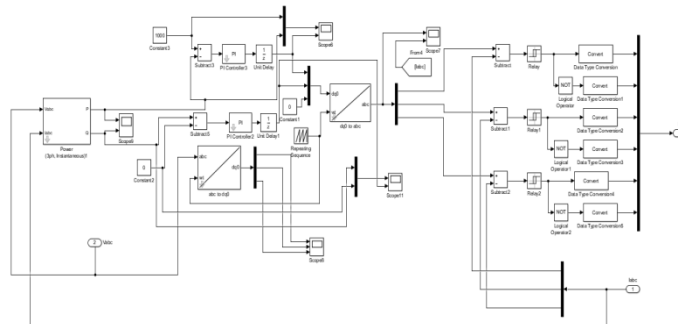 1000
Constant3
Subtract3
PI
PI Controller3
1
z
Unit Delay
Scope6
Scope7
From4
[Iabc]
Subtract
Relay
Convert
Data Type Conversion
NOT
Logical
Operator
Convert
Data Type Conversion1
Vabc
Iabc
P
Q
Power
(3ph, Instantaneous)1
Scope9
Subtract5
PI
PI Controller2
1
z
Unit Delay1
0
Constant1
dq0
abc
wt
dq0 to abc
Repeating
Sequence
Subtract1
Relay1
Convert
Data Type Conversion2
NOT
Logical
Operator1
Convert
Data Type Conversion3
0
Constant2
abc
dq0
wt
abc to dq0
Scope11
Subtract2
Relay2
Convert
Data Type Conversion4
NOT
Logical
Operator2
Convert
Data Type Conversion5
2
Vabc
Iabc
1